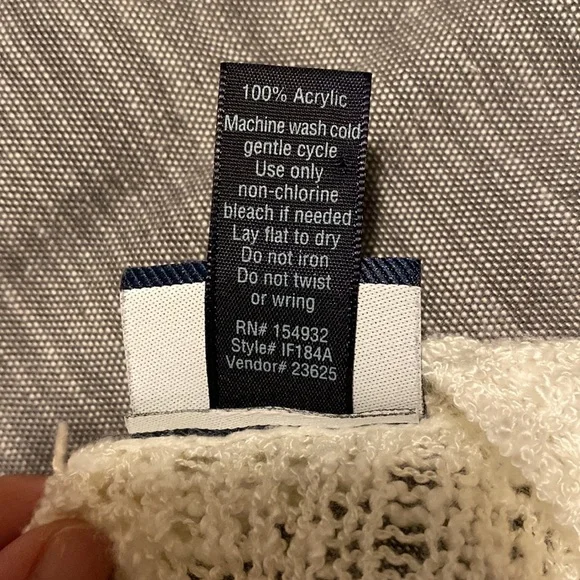 100% Acrylic
Machine wash cold
gentle cycle
Use only
non-chlorine
bleach if needed
Lay flat to dry
Do not iron
Do not twist
or wring
RN# 154932
Style# IF184A
Vendor# 23625